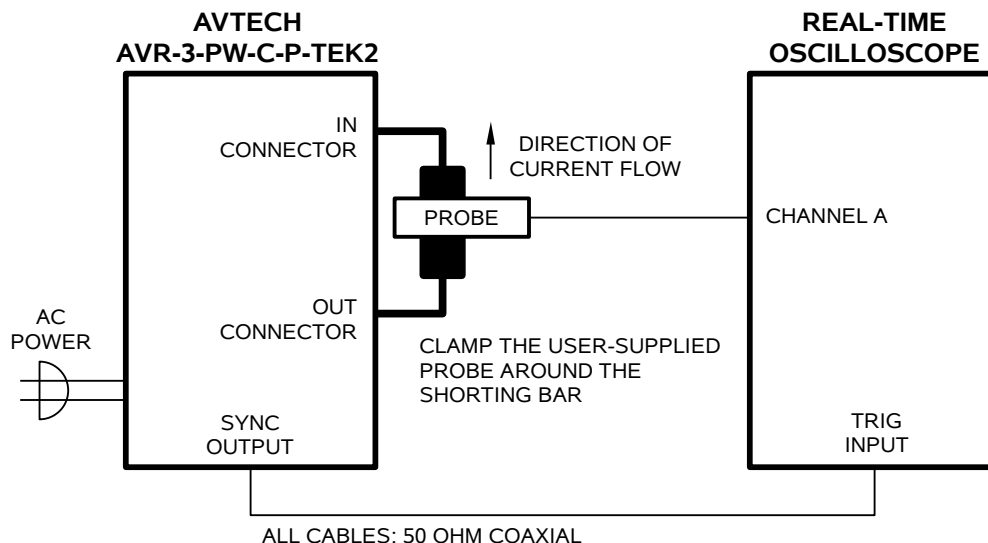 AVTECH
AVR-3-PW-C-P-TEK2
REAL-TIME
OSCILLOSCOPE
IN
CONNECTOR
DIRECTION OF
CURRENT FLOW
PROBE
CHANNEL A
OUT
CONNECTOR
AC
POWER
CLAMP THE USER-SUPPLIED
PROBE AROUND THE
SHORTING BAR
SYNC
OUTPUT
TRIG
INPUT
ALL CABLES: 50 OHM COAXIAL